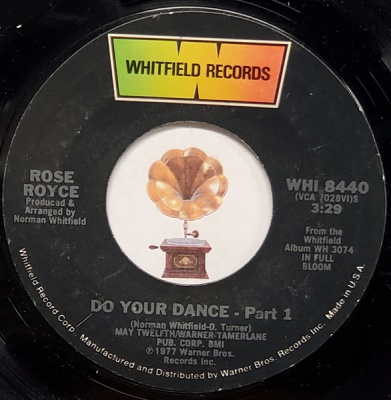 WHITFIELD RECORDS
ROSE
ROYCE
Produced &
Arranged by
Norman Whitfield
WHI 8440
(VCA 7028VI)S
3:29
From the
Whitfield
Album WH 3074
IN FULL
BLOOM
DO YOUR DANCE - Part 1
(Norman Whitfield-D. Turner)
MAY TWELFTH/WARNER-TAMERLANE
PUB. CORP. BMI
©1977 Warner Bros.
Records Inc.
Whitfield Record Corp. Manufactured and Distributed by Warner Bros. Records Inc. Made in U.S.A.